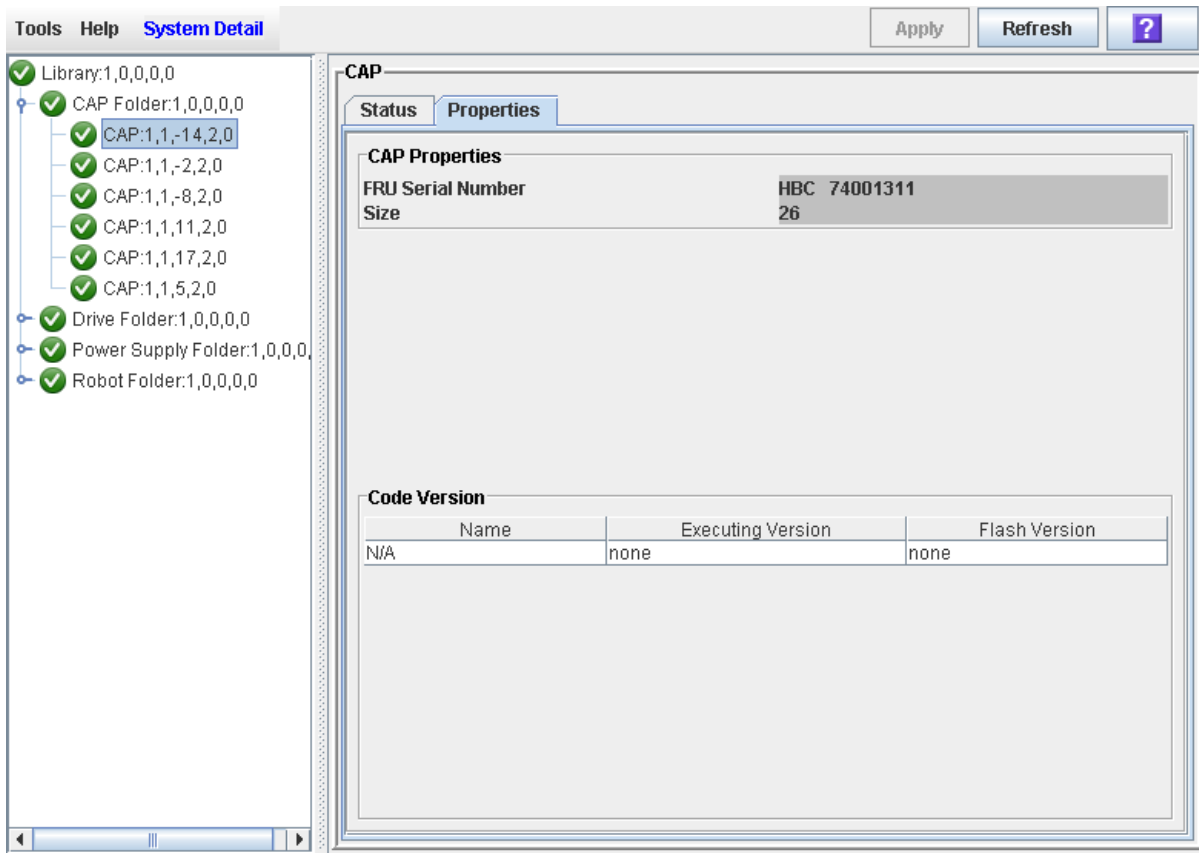 Tools Help System Detail Apply Refresh ?
Library:1,0,0,0,0
CAP Folder:1,0,0,0,0
CAP:1,1,-14,2,0
CAP:1,1,-2,2,0
CAP:1,1,-8,2,0
CAP:1,1,11,2,0
CAP:1,1,17,2,0
CAP:1,1,5,2,0
Drive Folder:1,0,0,0,0
Power Supply Folder:1,0,0,0,
Robot Folder:1,0,0,0,0
CAP
Status Properties
CAP Properties
FRU Serial Number HBC 74001311
Size 26
Code Version
Name Executing Version Flash Version
N/A none none